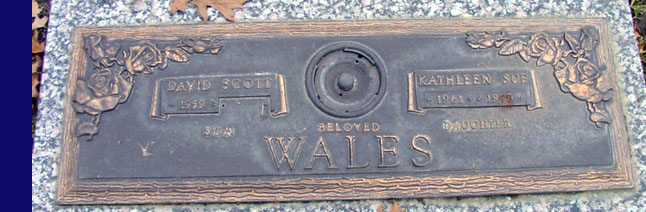 DAVID SCOTT KATHLEEN SUE
1959 1961
SON BELOVED DAUGHTER
WALES